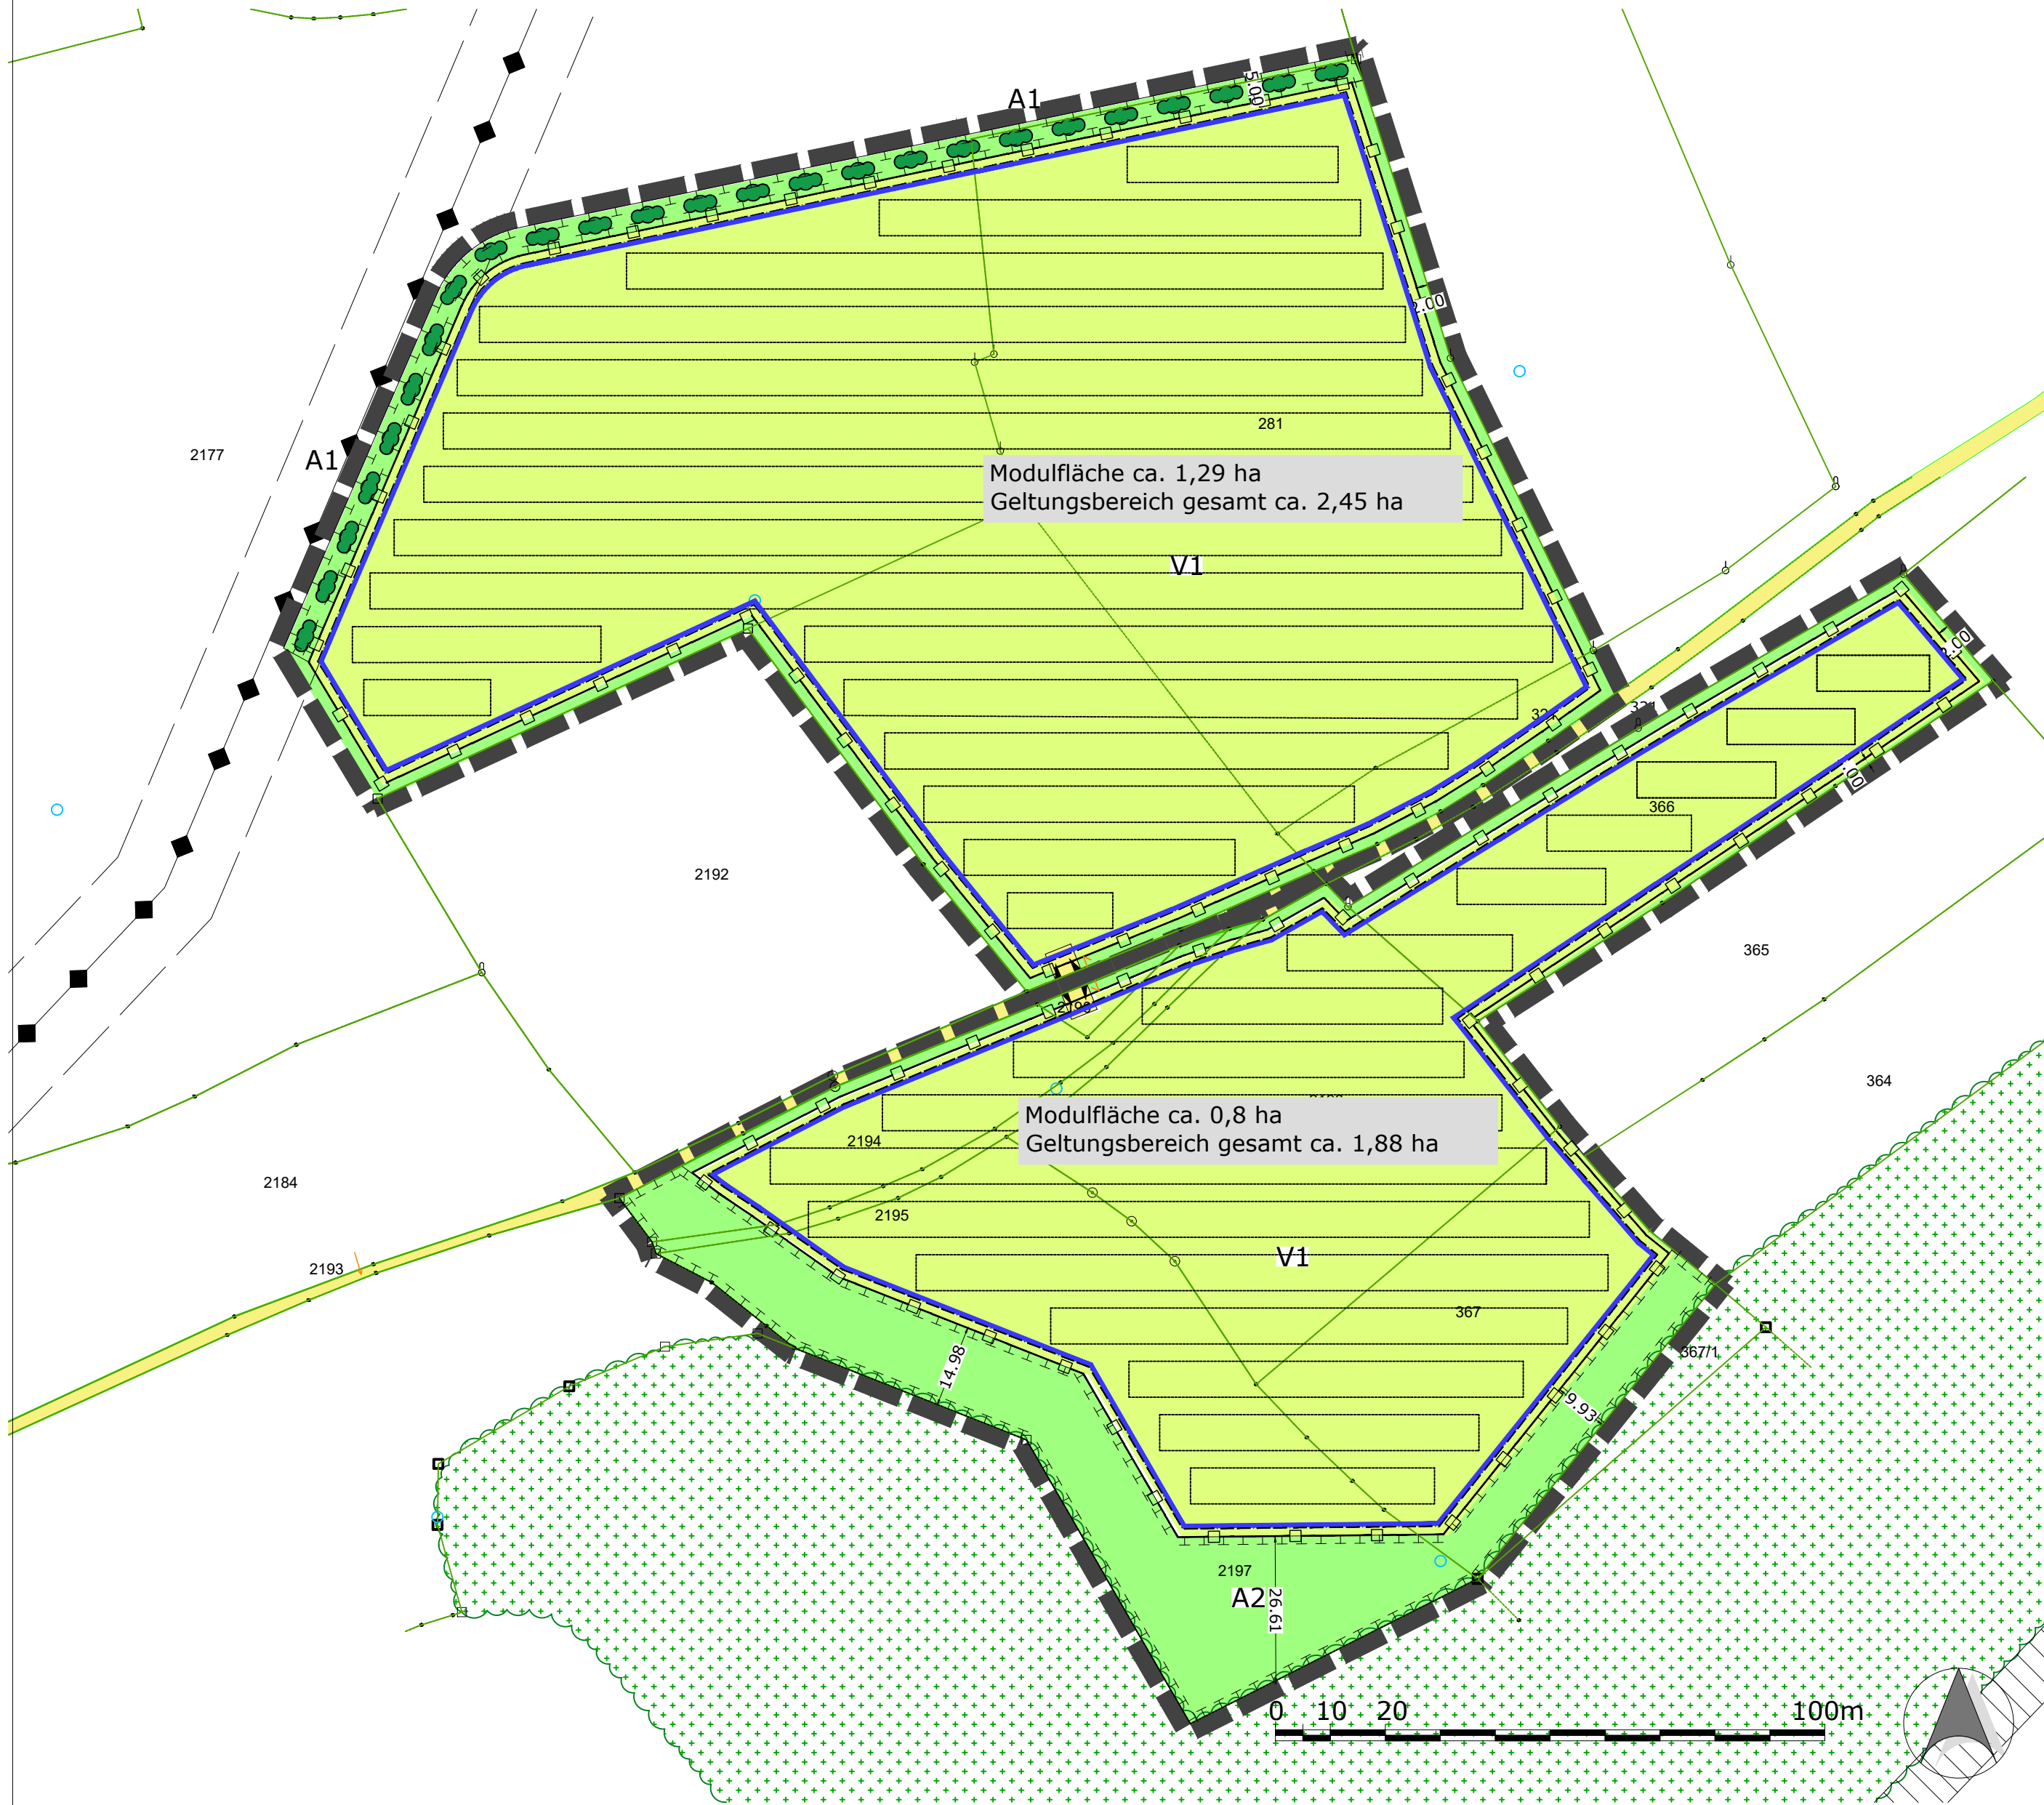 A1
5.00
2.00
281
2177
A1
Modulfläche ca. 1,29 ha
Geltungsbereich gesamt ca. 2,45 ha
V1
366
2192
365
364
Modulfläche ca. 0,8 ha
Geltungsbereich gesamt ca. 1,88 ha
2194
2184
2195
V1
2193
367
367/1
14.98
9.93
2197
A2
26.61
0 10 20 100m